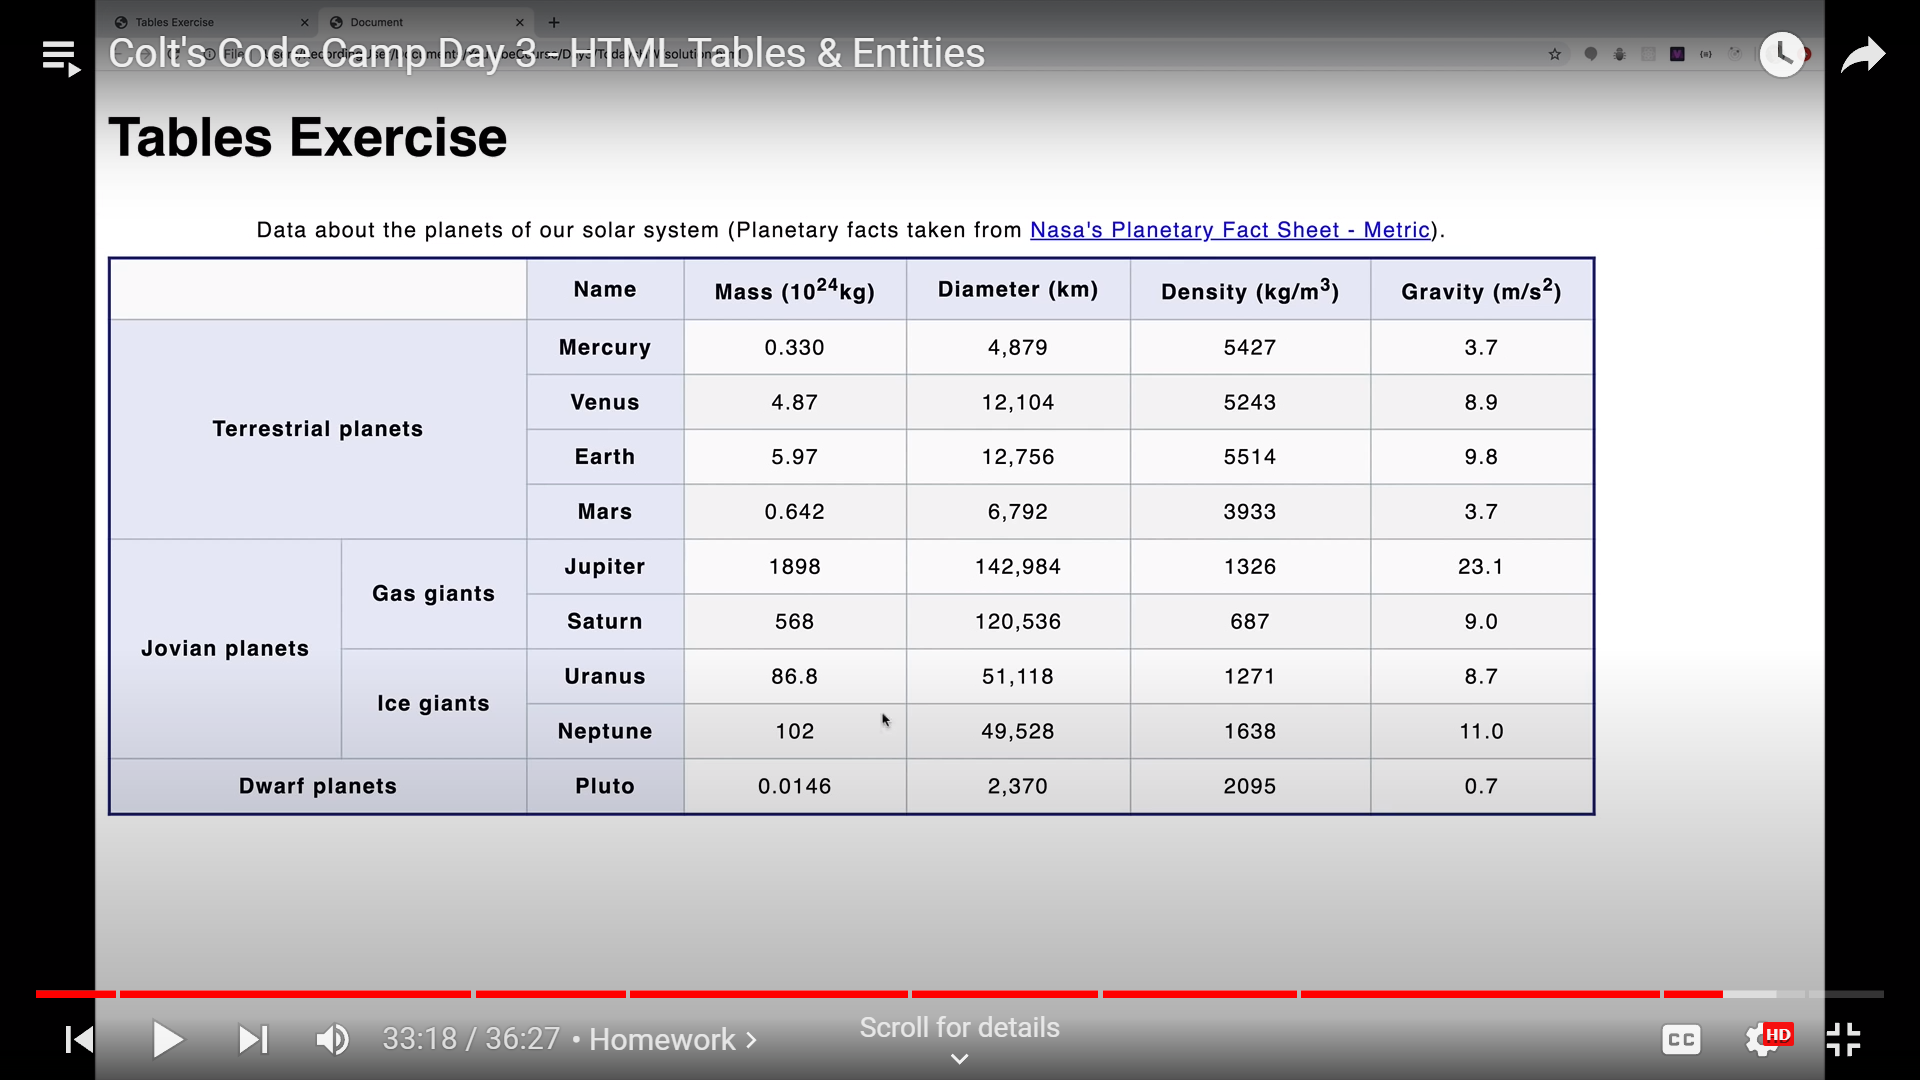 Tables Exercise
Document
Colt's Code Camp Day 3 - HTML Tables & Entities
Tables Exercise
Data about the planets of our solar system (Planetary facts taken from Nasa's Planetary Fact Sheet - Metric).
Name Mass (10²⁴kg) Diameter (km) Density (kg/m³) Gravity (m/s²)
Terrestrial planets
Mercury 0.330 4,879 5427 3.7
Venus 4.87 12,104 5243 8.9
Earth 5.97 12,756 5514 9.8
Mars 0.642 6,792 3933 3.7
Jovian planets
Gas giants
Jupiter 1898 142,984 1326 23.1
Saturn 568 120,536 687 9.0
Ice giants
Uranus 86.8 51,118 1271 8.7
Neptune 102 49,528 1638 11.0
Dwarf planets Pluto 0.0146 2,370 2095 0.7
33:18 / 36:27 • Homework
Scroll for details
CC
HD